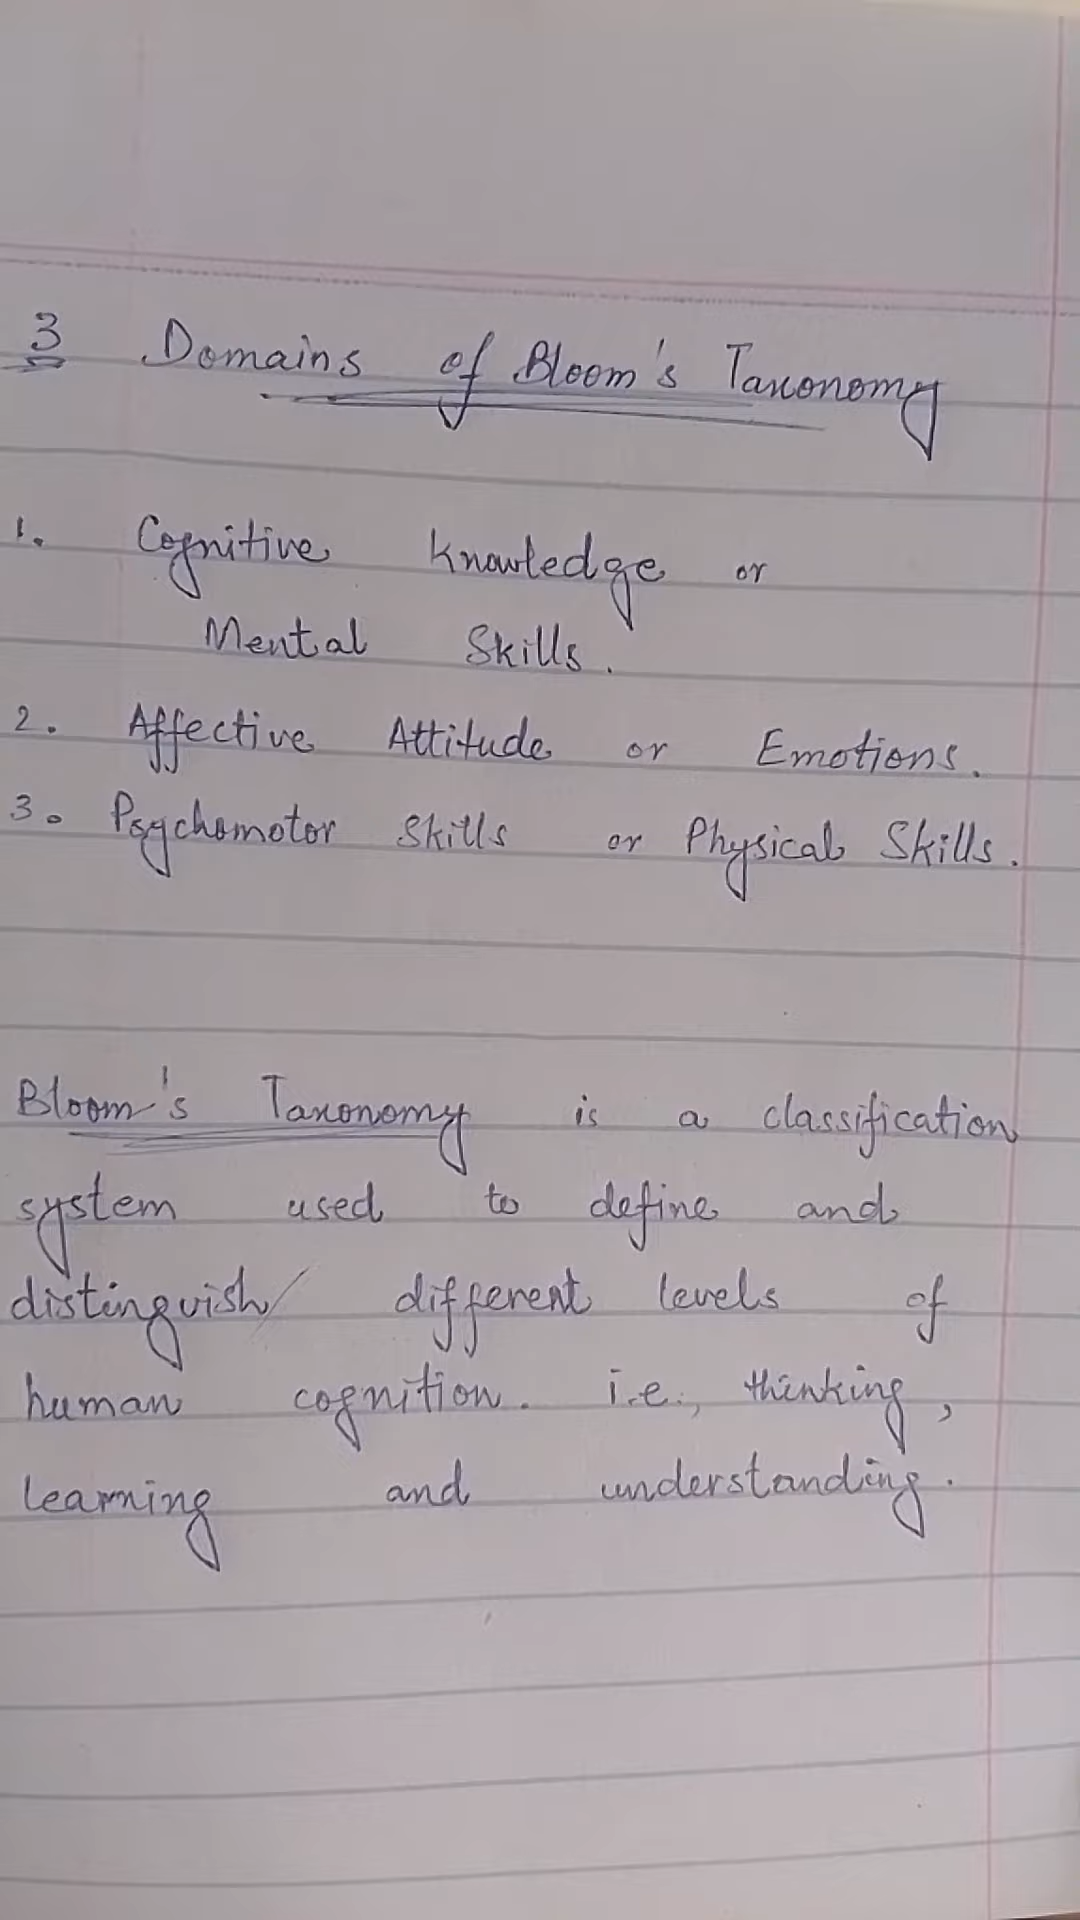 3 Domains of Bloom's Taxonomy
1. Cognitive Knowledge or
Mental Skills.
2. Affective Attitude or Emotions.
3. Psychomotor Skills or Physical Skills.
Bloom's Taxonomy is a classification
system used to define and
distinguish/ different levels of
human cognition. i.e., thinking,
learning and understanding.